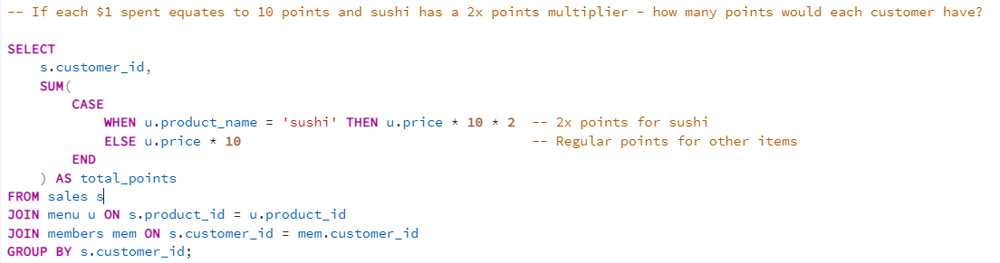 -- If each $1 spent equates to 10 points and sushi has a 2x points multiplier - how many points would each customer have?
SELECT
s.customer_id,
SUM(
CASE
WHEN u.product_name = 'sushi' THEN u.price * 10 * 2 -- 2x points for sushi
ELSE u.price * 10 -- Regular points for other items
END
) AS total_points
FROM sales s
JOIN menu u ON s.product_id = u.product_id
JOIN members mem ON s.customer_id = mem.customer_id
GROUP BY s.customer_id;